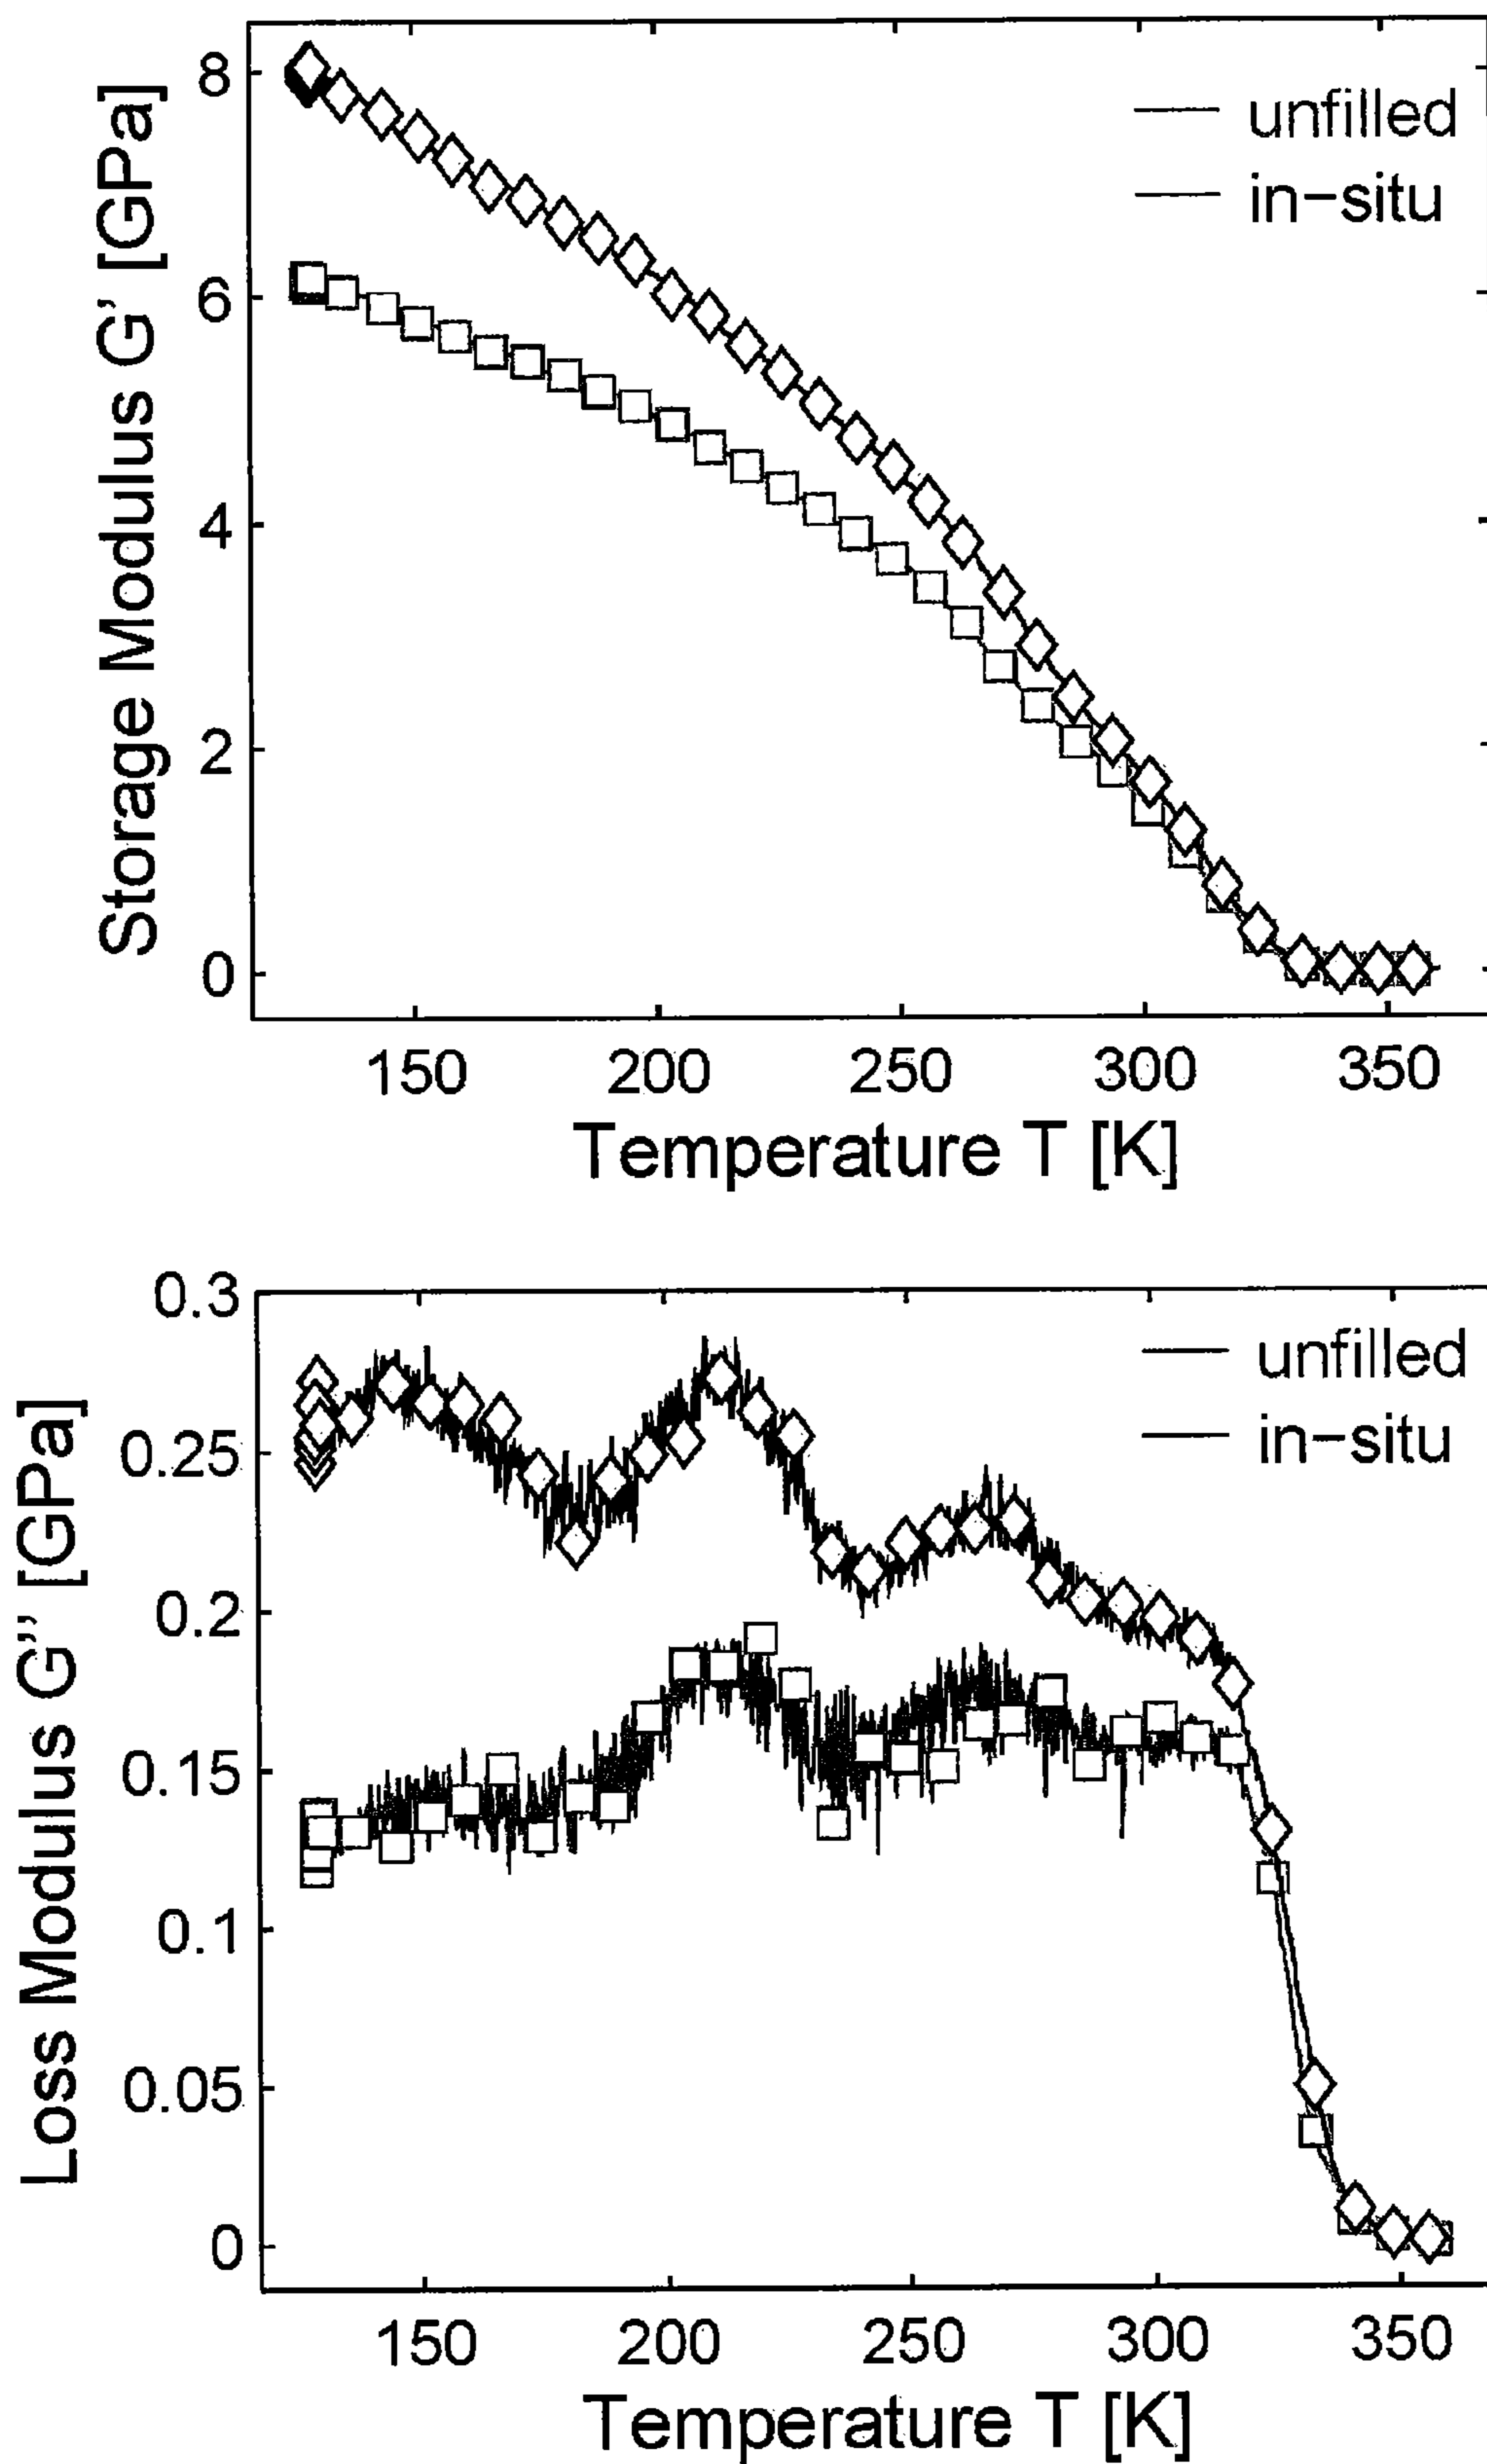 8
6
4
2
0
Storage Modulus G' [GPa]
unfilled
in-situ
150 200 250 300 350
Temperature T [K]
0.3
0.25
0.2
0.15
0.1
0.05
0
Loss Modulus G'' [GPa]
unfilled
in-situ
150 200 250 300 350
Temperature T [K]